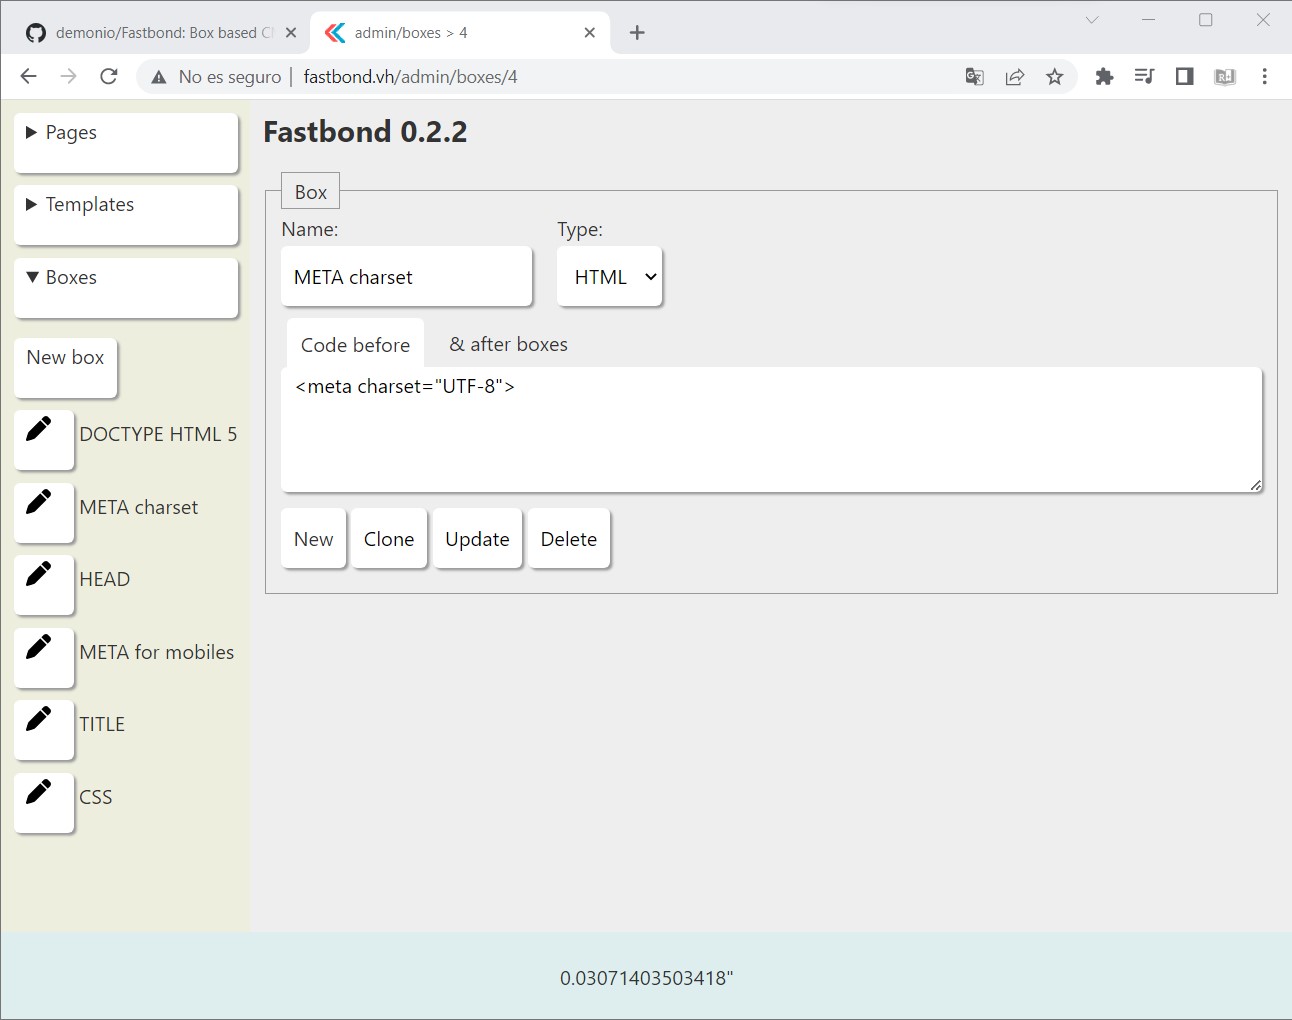 demonio/Fastbond: Box based C
admin/boxes > 4
No es seguro | fastbond.vh/admin/boxes/4
Pages
Templates
Boxes
New box
DOCTYPE HTML 5
META charset
HEAD
META for mobiles
TITLE
CSS
Fastbond 0.2.2
Box
Name:
Type:
META charset
HTML
Code before
& after boxes
<meta charset="UTF-8">
New
Clone
Update
Delete
0.03071403503418"